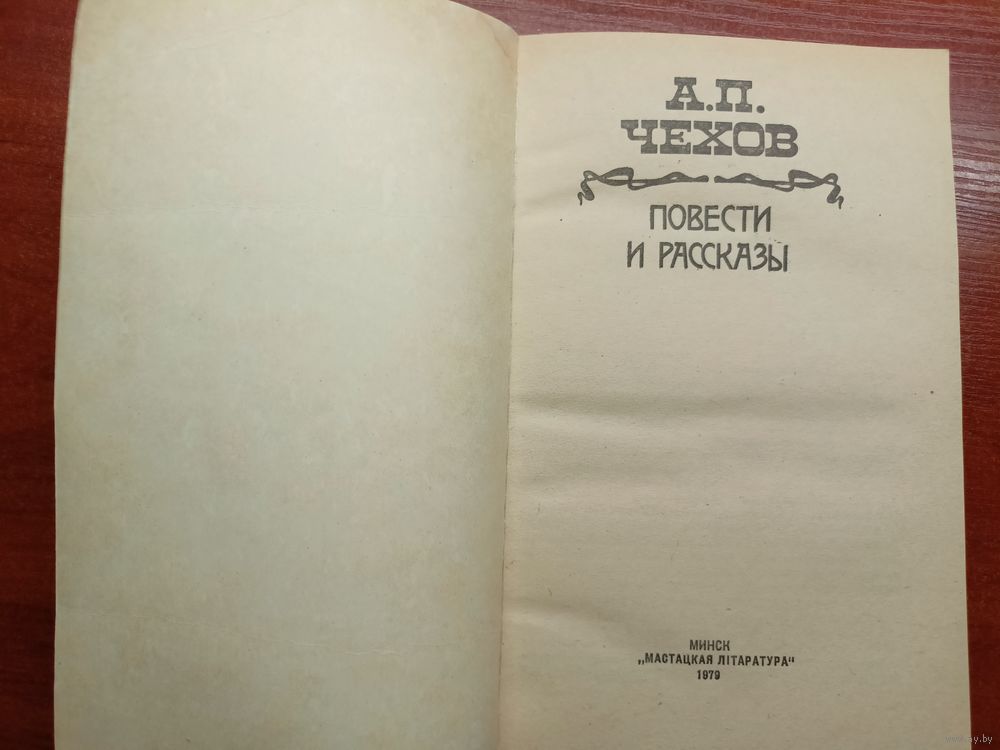 А.П.
ЧЕХОВ
ПОВЕСТИ
И РАССКАЗЫ
МИНСК
„МАСТАЦКАЯ ЛІТАРАТУРА“
1979